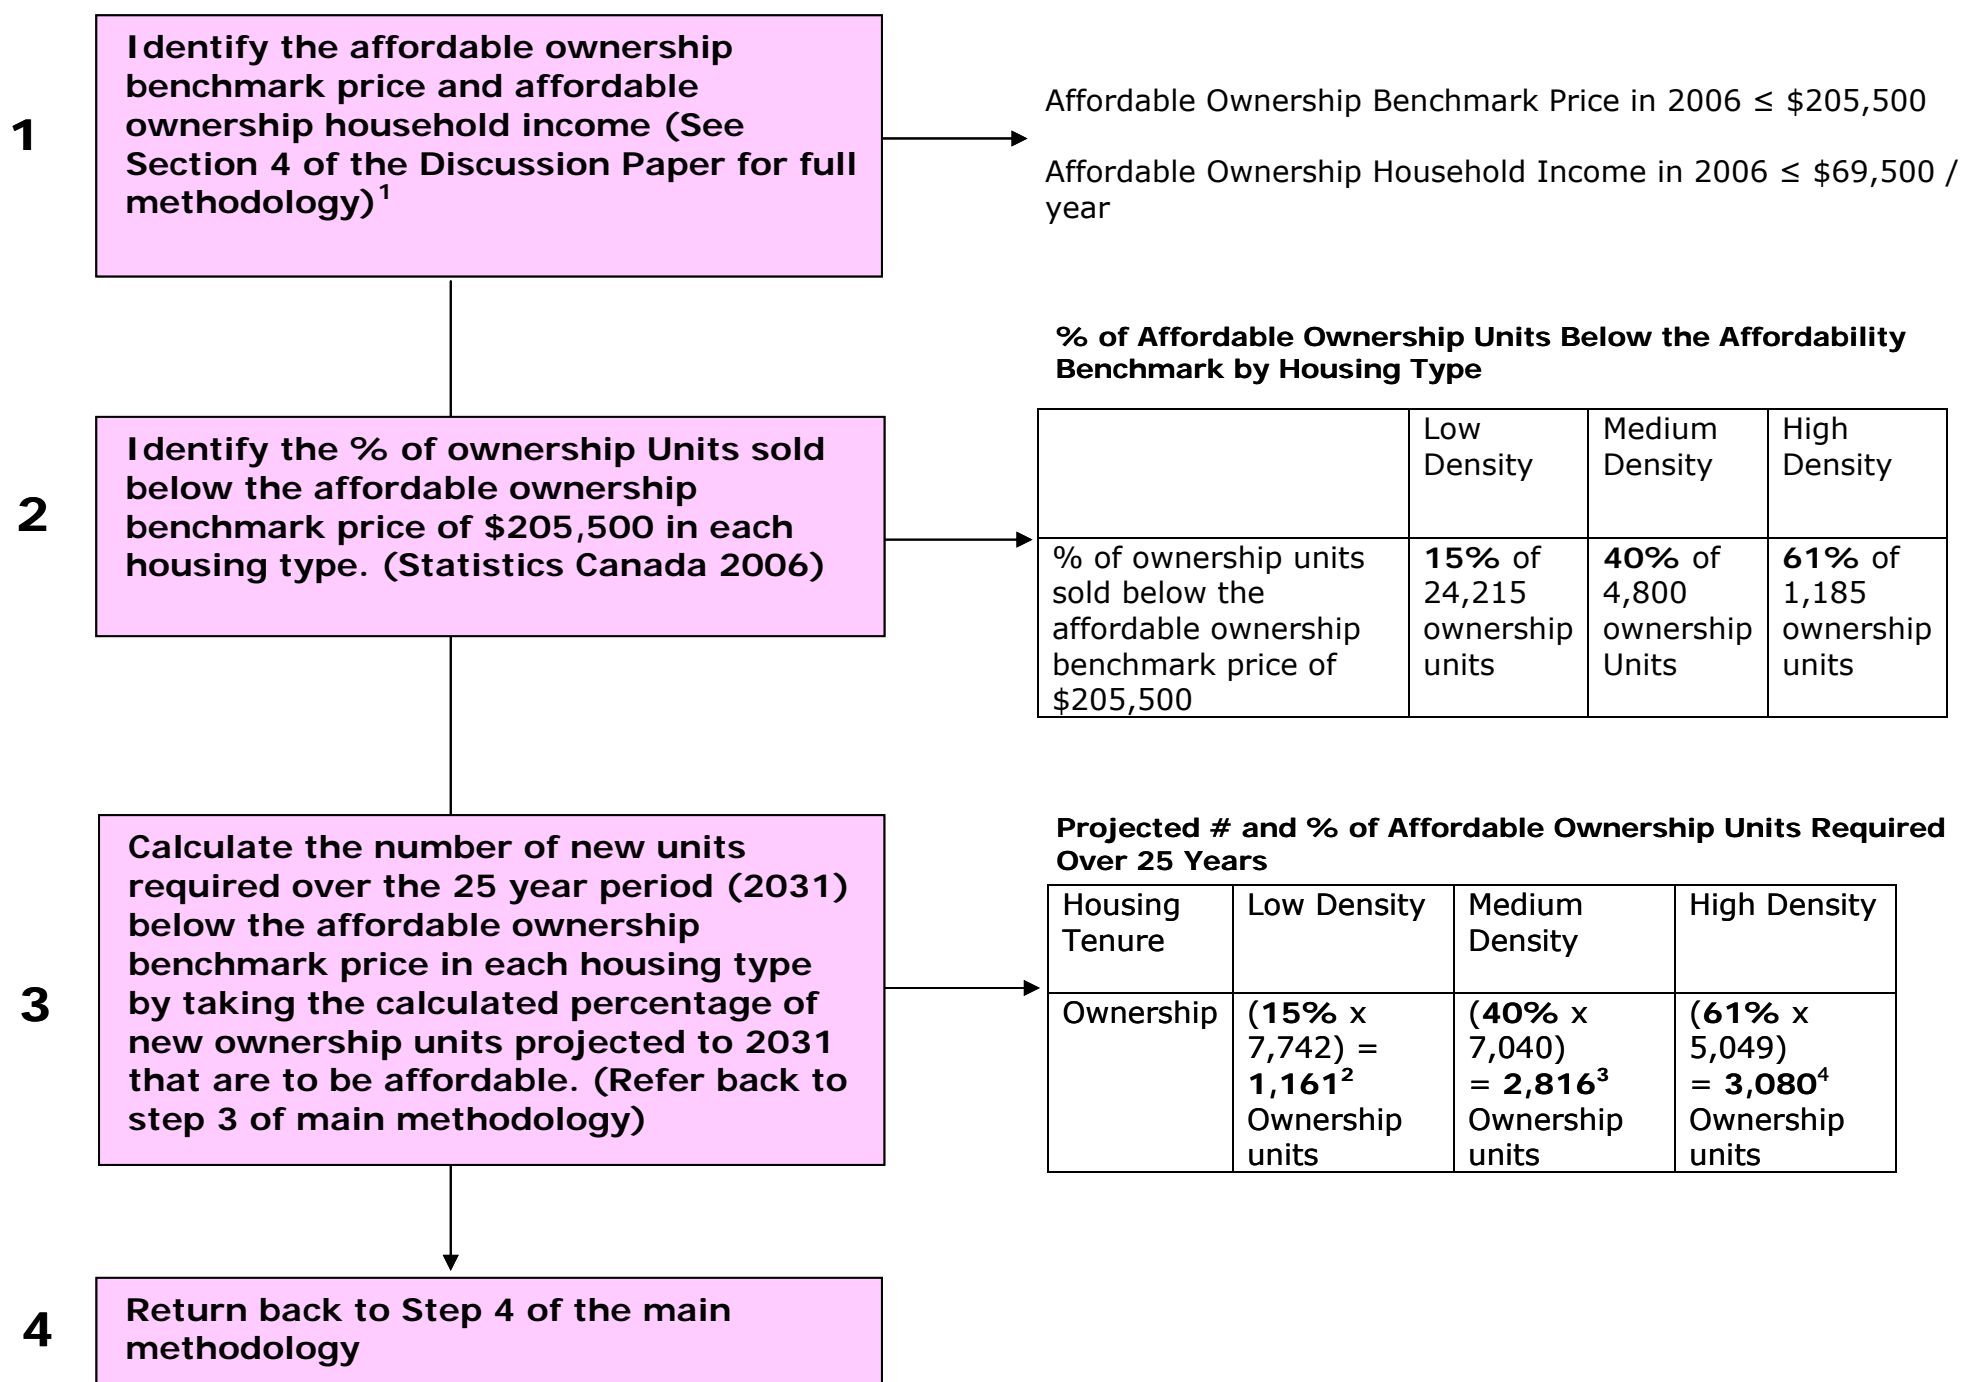 1
Identify the affordable ownership
benchmark price and affordable
ownership household income (See
Section 4 of the Discussion Paper for full
methodology)¹
Affordable Ownership Benchmark Price in 2006 ≤ $205,500
Affordable Ownership Household Income in 2006 ≤ $69,500 /
year
2
Identify the % of ownership Units sold
below the affordable ownership
benchmark price of $205,500 in each
housing type. (Statistics Canada 2006)
% of Affordable Ownership Units Below the Affordability
Benchmark by Housing Type
Low
Density
Medium
Density
High
Density
% of ownership units
sold below the
affordable ownership
benchmark price of
$205,500
15% of
24,215
ownership
units
40% of
4,800
ownership
Units
61% of
1,185
ownership
units
3
Calculate the number of new units
required over the 25 year period (2031)
below the affordable ownership
benchmark price in each housing type
by taking the calculated percentage of
new ownership units projected to 2031
that are to be affordable. (Refer back to
step 3 of main methodology)
Projected # and % of Affordable Ownership Units Required
Over 25 Years
Housing
Tenure
Low Density
Medium
Density
High Density
Ownership
(15% x
7,742) =
1,161²
Ownership
units
(40% x
7,040)
= 2,816³
Ownership
units
(61% x
5,049)
= 3,080⁴
Ownership
units
4
Return back to Step 4 of the main
methodology